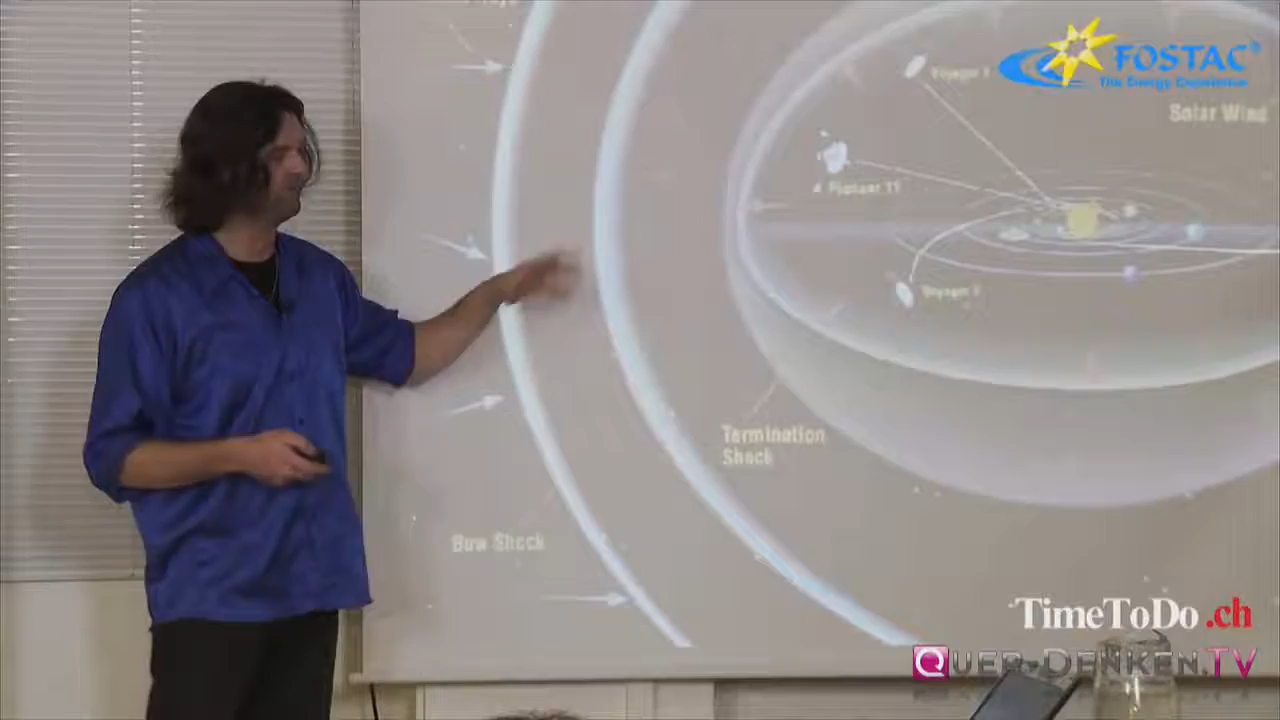 FOSTAC®
The Energy Experience
Solar Wind
Voyager 1
Pioneer 11
Voyager 2
Termination
Shock
Bow Shock
TimeToDo.ch
QUER-DENKEN.TV